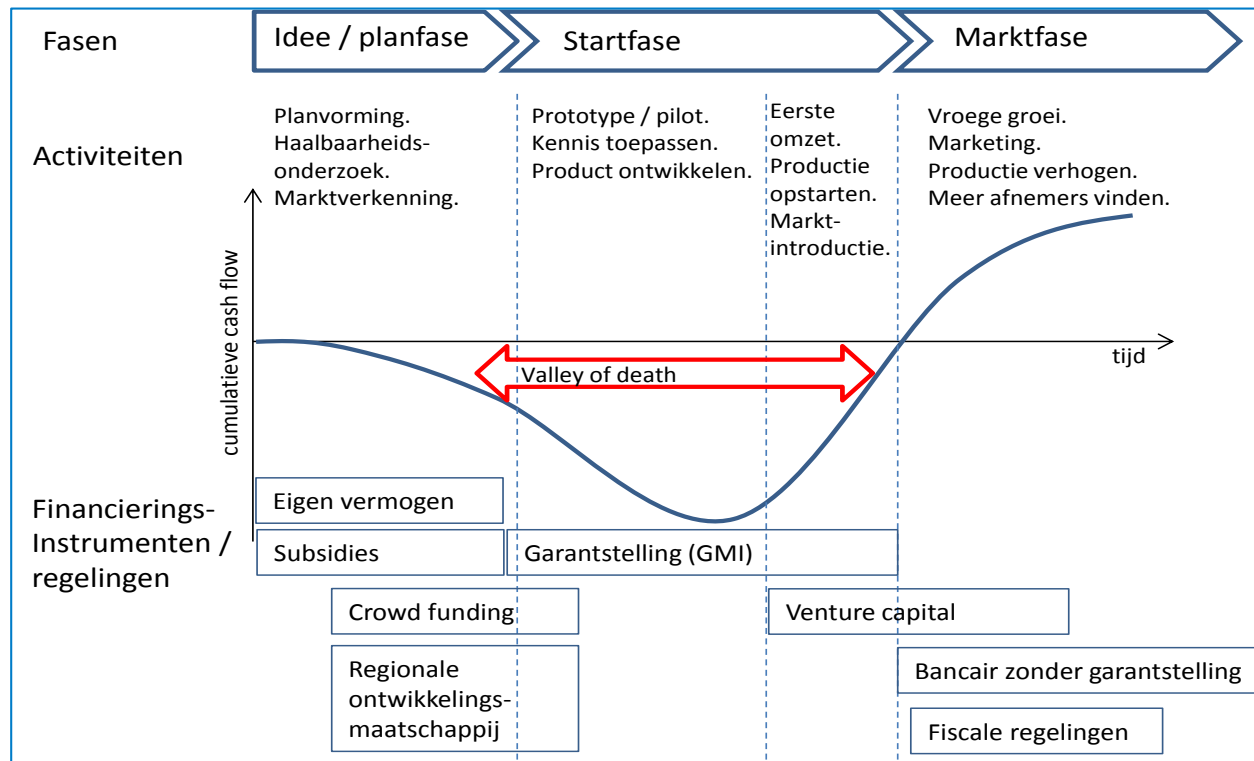 Fasen
Idee / planfase
Startfase
Marktfase
Activiteiten
Planvorming.
Haalbaarheids-
onderzoek.
Marktverkenning.
Prototype / pilot.
Kennis toepassen.
Product ontwikkelen.
Eerste
omzet.
Productie
opstarten.
Markt-
introductie.
Vroege groei.
Marketing.
Productie verhogen.
Meer afnemers vinden.
cumulatieve cash flow
tijd
Valley of death
Financierings-
Instrumenten /
regelingen
Eigen vermogen
Subsidies
Garantstelling (GMI)
Crowd funding
Venture capital
Regionale
ontwikkelings-
maatschappij
Bancair zonder garantstelling
Fiscale regelingen